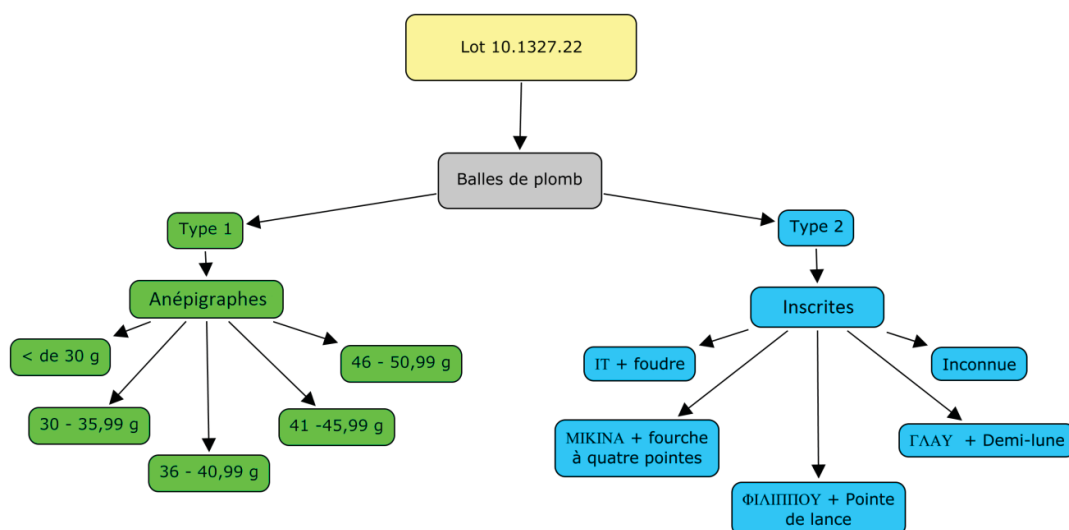 Lot 10.1327.22
Balles de plomb
Type 1
Type 2
Anépigraphes
Inscrites
< de 30 g
46 - 50,99 g
30 - 35,99 g
41 -45,99 g
36 - 40,99 g
IT + foudre
Inconnue
ΜΙΚΙΝΑ + fourche
à quatre pointes
ΓΛΑΥ + Demi-lune
ΦΙΛΙΠΠΟΥ + Pointe
de lance